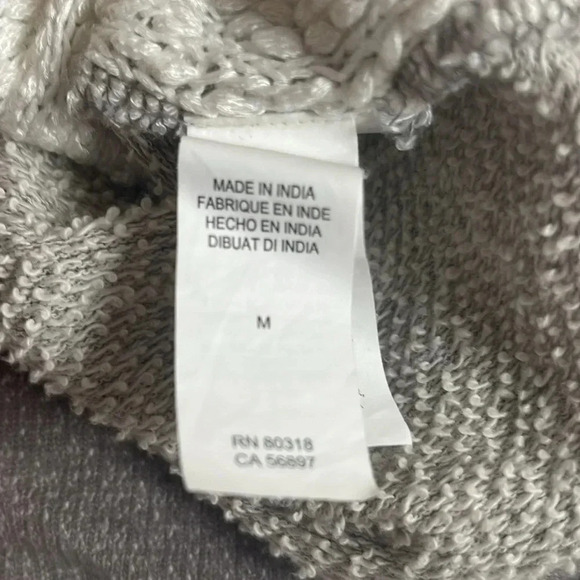 MADE IN INDIA
FABRIQUE EN INDE
HECHO EN INDIA
DIBUAT DI INDIA
M
RN 80318
CA 56897